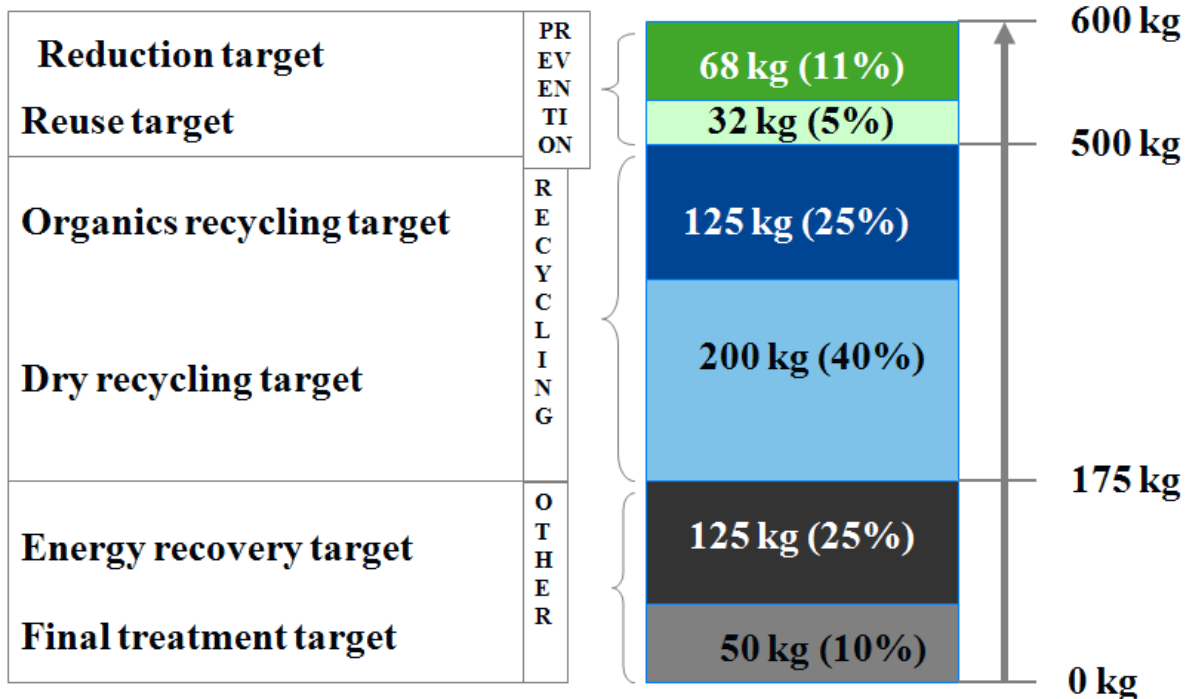 Reduction target
Reuse target
PR
EV
EN
TI
ON
68 kg (11%)
32 kg (5%)
600 kg
500 kg
Organics recycling target
Dry recycling target
R
E
C
Y
C
L
I
N
G
125 kg (25%)
200 kg (40%)
175 kg
Energy recovery target
Final treatment target
O
T
H
E
R
125 kg (25%)
50 kg (10%)
0 kg